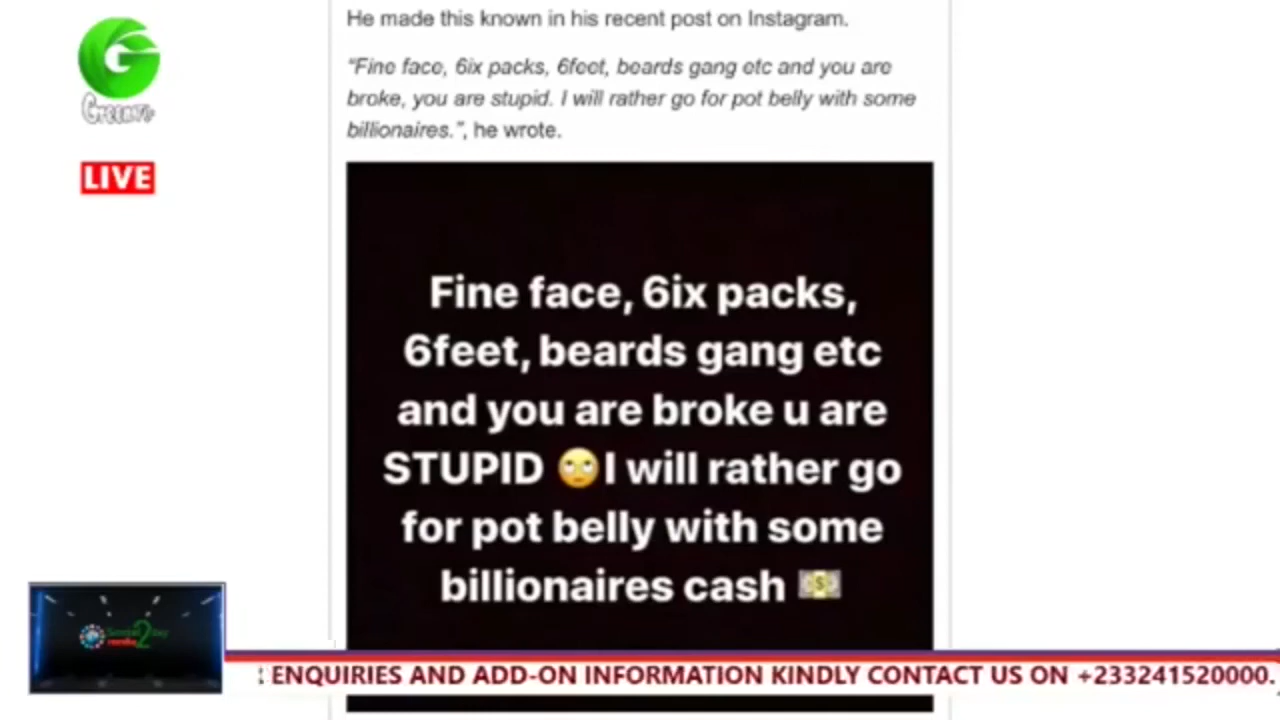 He made this known in his recent post on Instagram.
“Fine face, 6ix packs, 6feet, beards gang etc and you are
broke, you are stupid. I will rather go for pot belly with some
billionaires.”, he wrote.
G
LIVE
Fine face, 6ix packs,
6feet, beards gang etc
and you are broke u are
STUPID 🙄 I will rather go
for pot belly with some
billionaires cash 💵
2
ENQUIRIES AND ADD-ON INFORMATION KINDLY CONTACT US ON +233241520000.